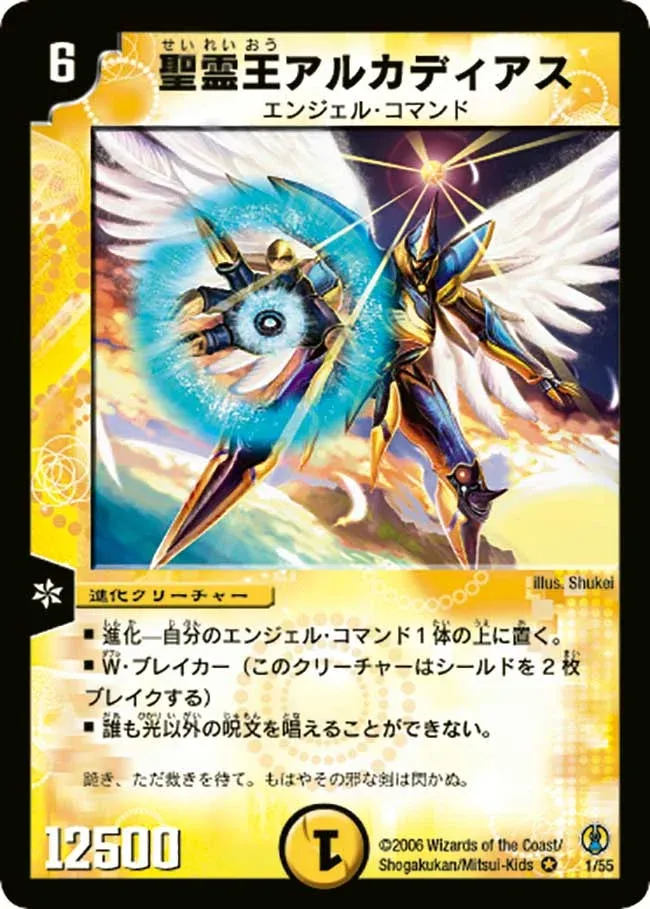 6
せいれいおう
聖霊王アルカディアス
エンジェル・コマンド
illus. Shukei
進化クリーチャー
■ 進化—自分のエンジェル・コマンド1体の上に置く。
■ W・ブレイカー（このクリーチャーはシールドを2枚
ブレイクする）
■ 誰も光以外の呪文を唱えることができない。
跪き、ただ救きを待て。もはやその邪な剣は閃かぬ。
12500
1
©2006 Wizards of the Coast/
Shogakukan/Mitsui-Kids
1/55